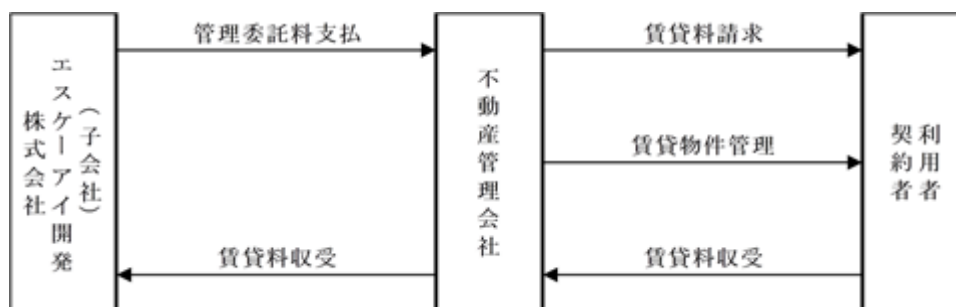 (子会社)
エスケーアイ開発
株式会社
管理委託料支払
賃貸料収受
不動産管理会社
賃貸料請求
賃貸物件管理
賃貸料収受
利用者
契約者